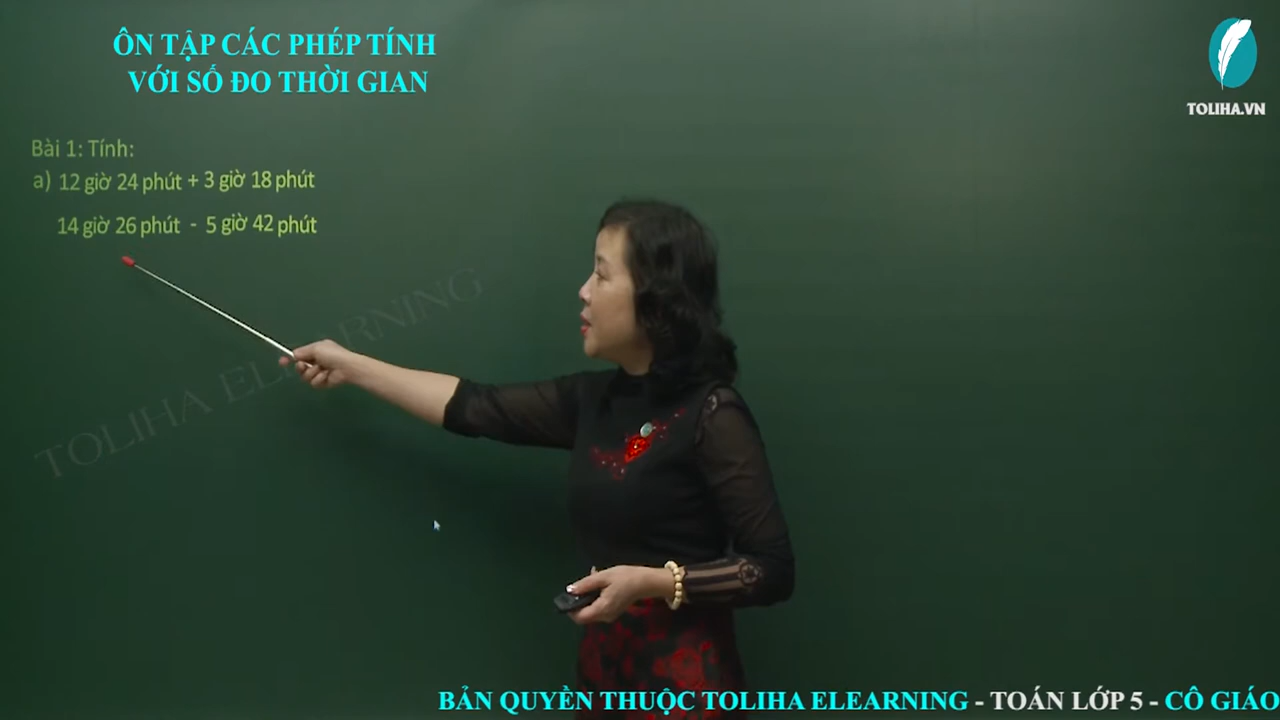 ÔN TẬP CÁC PHÉP TÍNH
VỚI SỐ ĐO THỜI GIAN
TOLIHA.VN
Bài 1: Tính:
a) 12 giờ 24 phút + 3 giờ 18 phút
14 giờ 26 phút - 5 giờ 42 phút
TOLIHA ELEARNING
BẢN QUYỀN THUỘC TOLIHA ELEARNING - TOÁN LỚP 5 - CÔ GIÁO